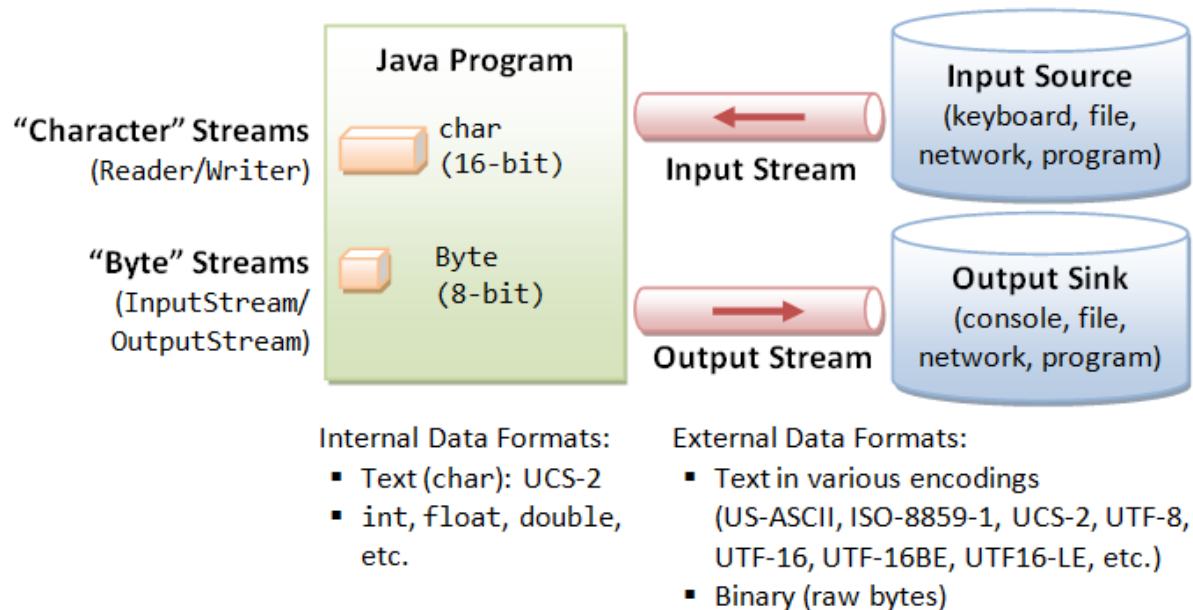 Java Program
“Character” Streams
(Reader/Writer)
char
(16-bit)
“Byte” Streams
(InputStream/
OutputStream)
Byte
(8-bit)
Input Stream
Output Stream
Input Source
(keyboard, file,
network, program)
Output Sink
(console, file,
network, program)
Internal Data Formats:
▪ Text (char): UCS-2
▪ int, float, double,
etc.
External Data Formats:
▪ Text in various encodings
(US-ASCII, ISO-8859-1, UCS-2, UTF-8,
UTF-16, UTF-16BE, UTF16-LE, etc.)
▪ Binary (raw bytes)